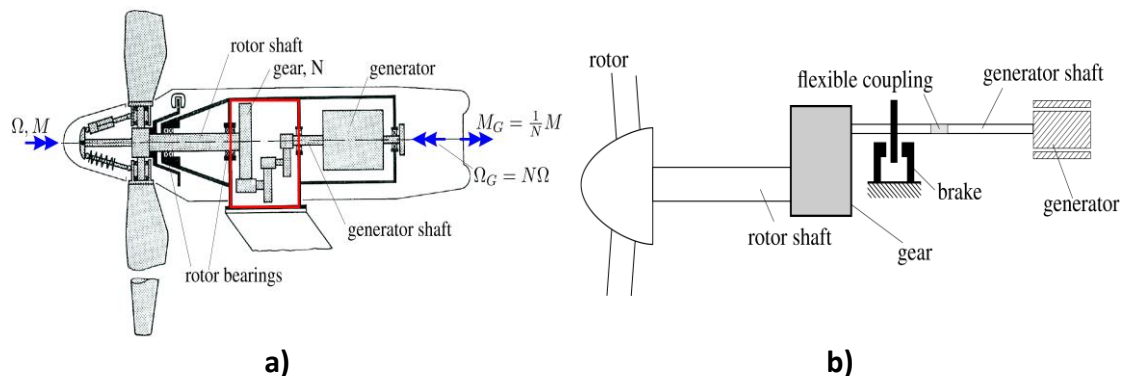 rotor shaft
gear, N
generator
Ω, M
M_G = \frac{1}{N}M
Ω_G = NΩ
generator shaft
rotor bearings
a)
rotor
flexible coupling
generator shaft
brake
generator
rotor shaft
gear
b)